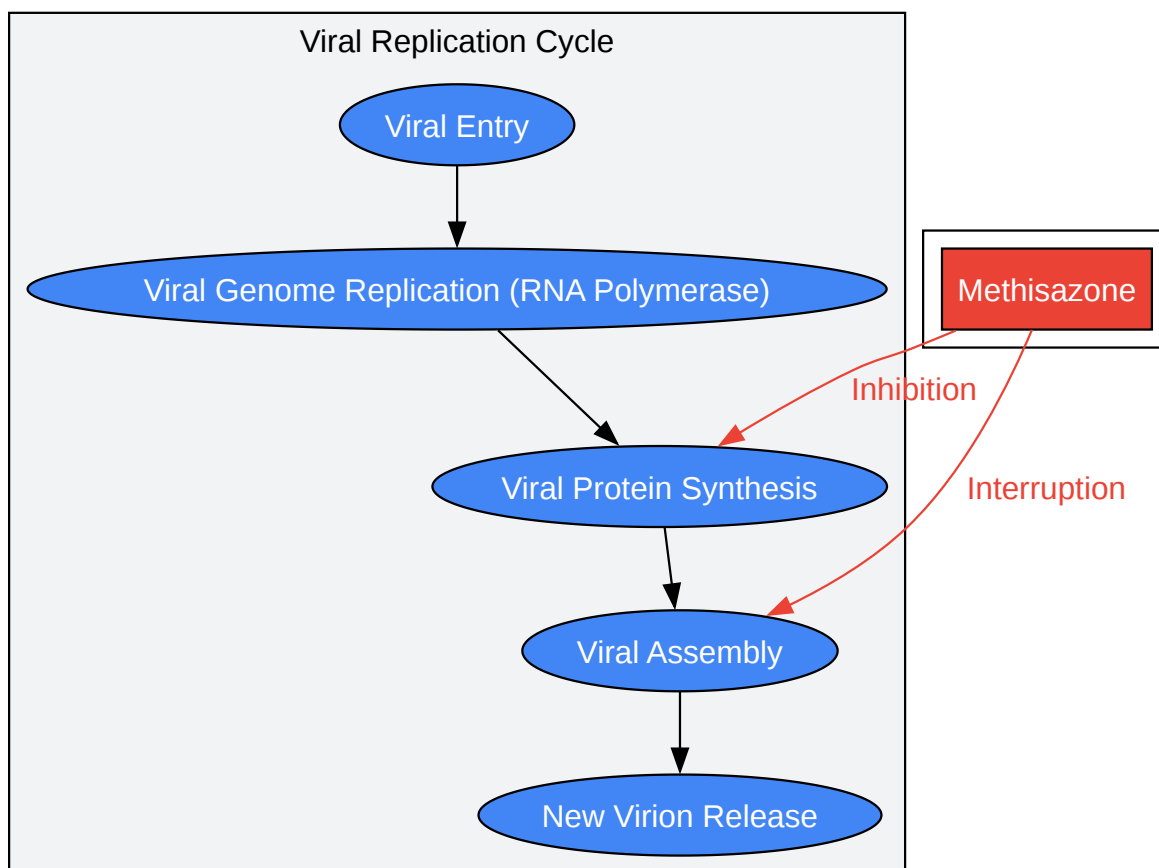 Viral Replication Cycle
Viral Entry
Viral Genome Replication (RNA Polymerase)
Methisazone
Inhibition
Viral Protein Synthesis
Interruption
Viral Assembly
New Virion Release